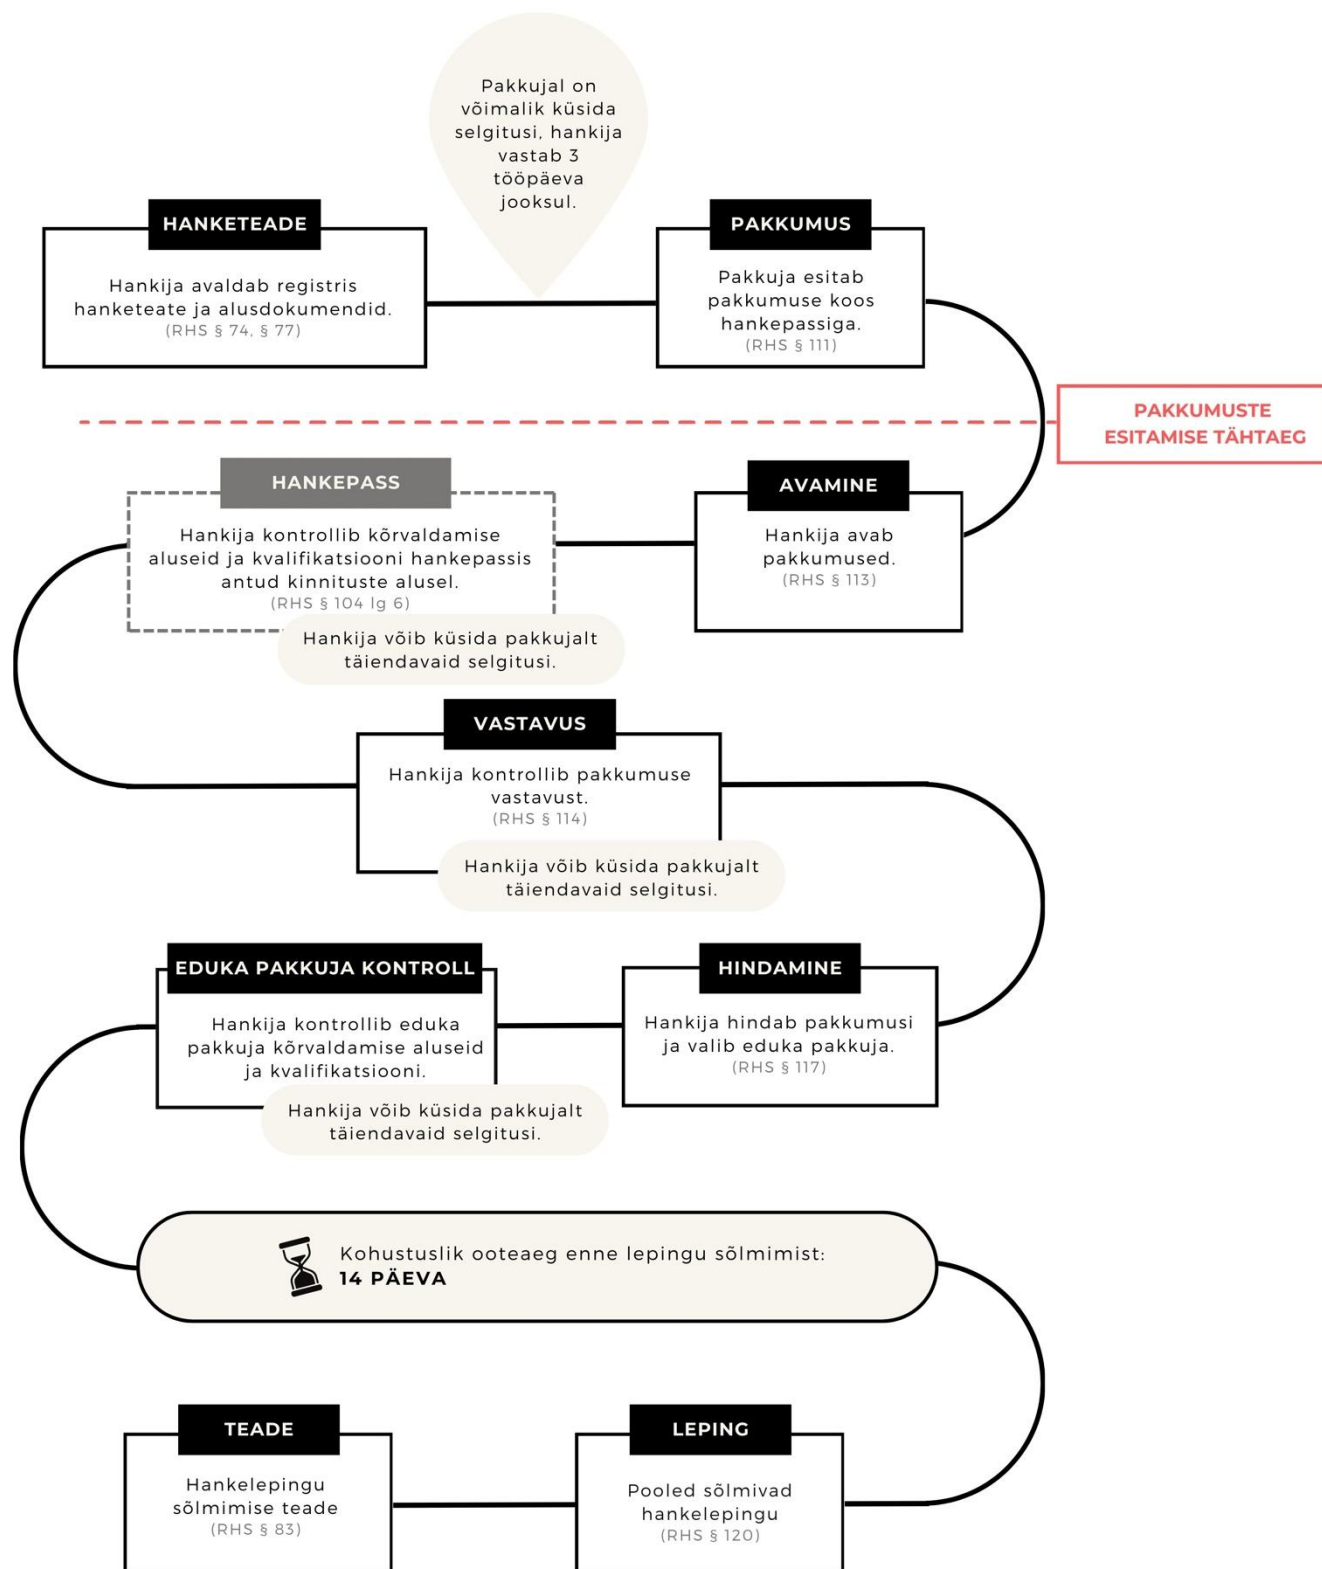 HANKETEADE
Hankija avaldab registris
hanketeate ja alusdokumendid.
(RHS § 74, § 77)
Pakkujal on
võimalik küsida
selgitusi, hankija
vastab 3
tööpäeva
jooksul.
PAKKUMUS
Pakkuja esitab
pakkumuse koos
hankepassiga.
(RHS § 111)
PAKKUMUSTE
ESITAMISE TÄHTAEG
AVAMINE
Hankija avab
pakkumused.
(RHS § 113)
HANKEPASS
Hankija kontrollib kõrvaldamise
aluseid ja kvalifikatsiooni hankepassis
antud kinnituste alusel.
(RHS § 104 lg 6)
Hankija võib küsida pakkujalt
täiendavaid selgitusi.
VASTAVUS
Hankija kontrollib pakkumuse
vastavust.
(RHS § 114)
Hankija võib küsida pakkujalt
täiendavaid selgitusi.
HINDAMINE
Hankija hindab pakkumusi
ja valib eduka pakkuja.
(RHS § 117)
EDUKA PAKKUJA KONTROLL
Hankija kontrollib eduka
pakkuja kõrvaldamise aluseid
ja kvalifikatsiooni.
Hankija võib küsida pakkujalt
täiendavaid selgitusi.
Kohustuslik ooteaeg enne lepingu sõlmimist:
14 PÄEVA
LEPING
Pooled sõlmivad
hankelepingu
(RHS § 120)
TEADE
Hankelepingu
sõlmimise teade
(RHS § 83)